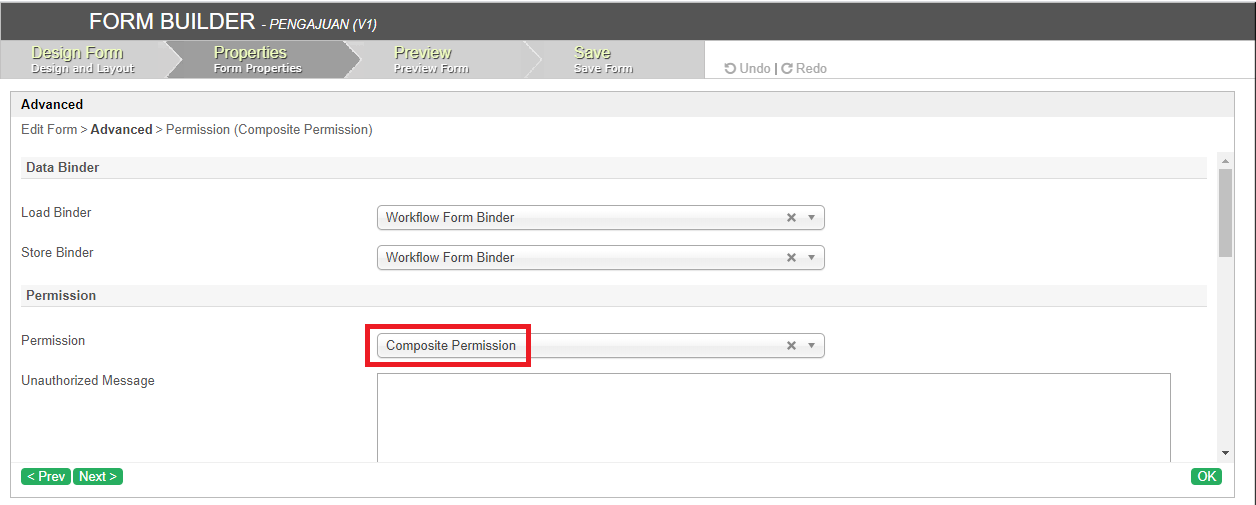 FORM BUILDER - PENGAJUAN (V1)
Design Form
Design and Layout
Properties
Form Properties
Preview
Preview Form
Save
Save Form
Undo | Redo
Advanced
Edit Form > Advanced > Permission (Composite Permission)
Data Binder
Load Binder
Workflow Form Binder
Store Binder
Workflow Form Binder
Permission
Permission
Composite Permission
Unauthorized Message
< Prev Next >
OK